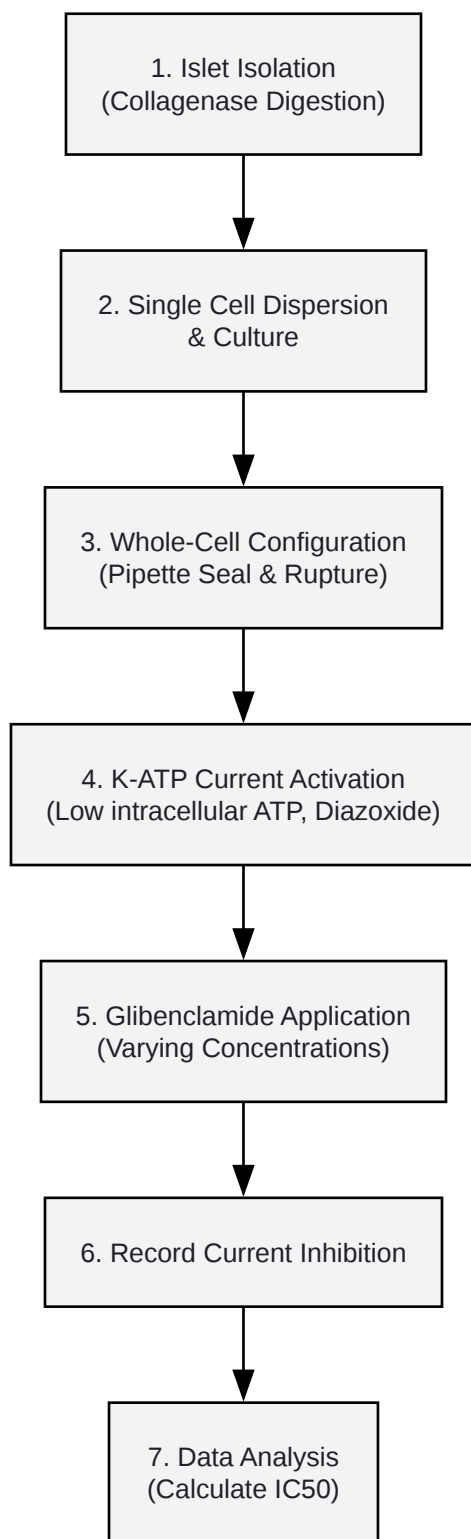 1. Islet Isolation
(Collagenase Digestion)
2. Single Cell Dispersion
& Culture
3. Whole-Cell Configuration
(Pipette Seal & Rupture)
4. K-ATP Current Activation
(Low intracellular ATP, Diazoxide)
5. Glibenclamide Application
(Varying Concentrations)
6. Record Current Inhibition
7. Data Analysis
(Calculate IC50)